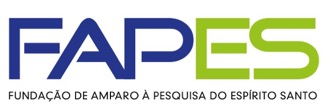 FAPES
FUNDAÇÃO DE AMPARO À PESQUISA DO ESPÍRITO SANTO